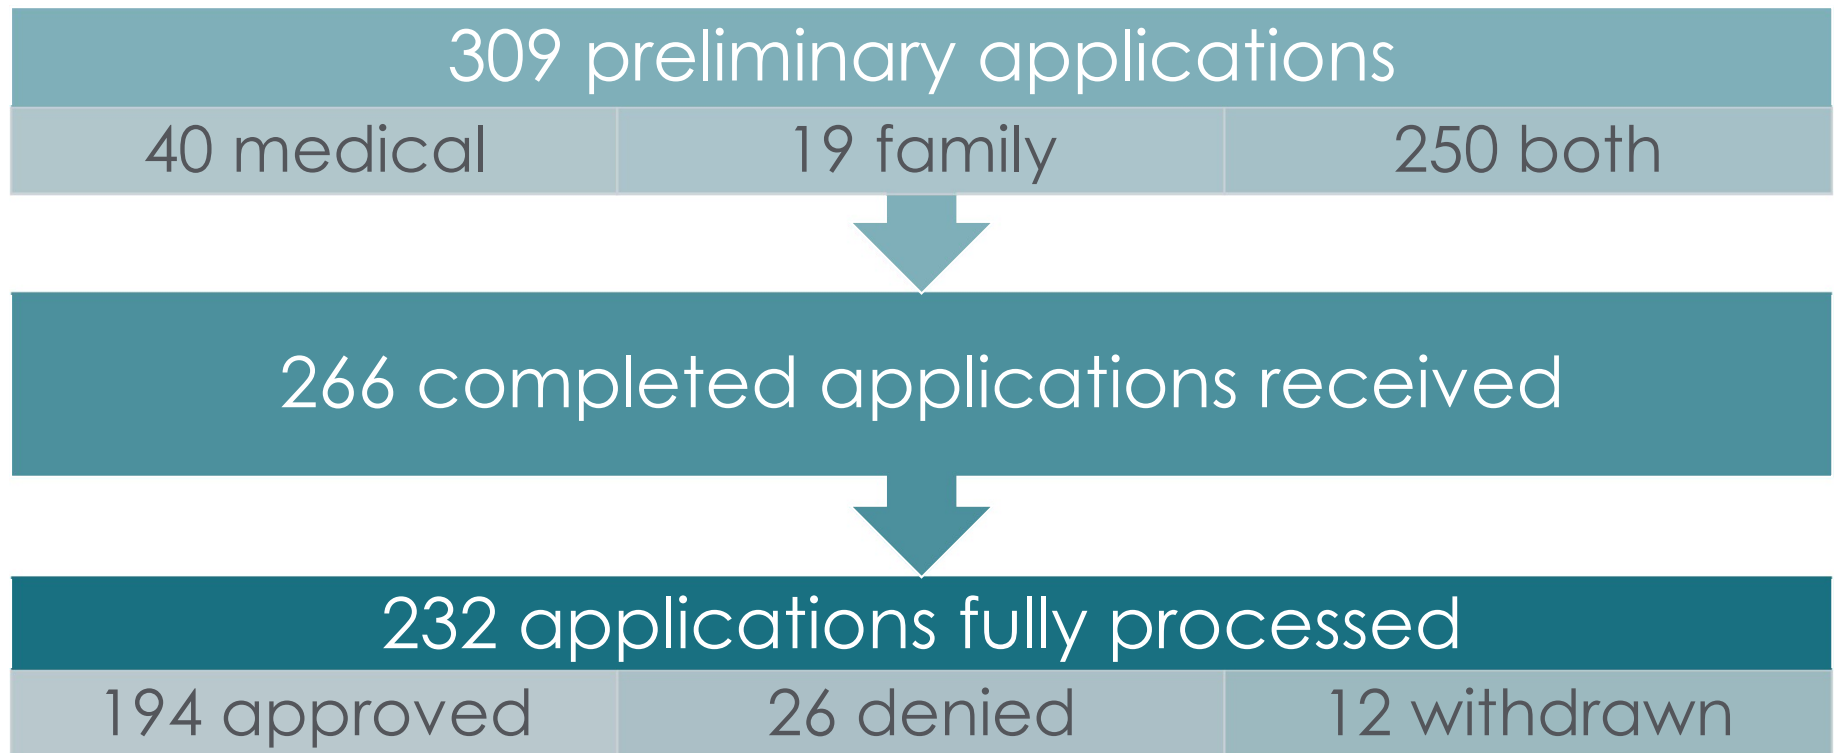 309 preliminary applications
40 medical
19 family
250 both
266 completed applications received
232 applications fully processed
194 approved
26 denied
12 withdrawn